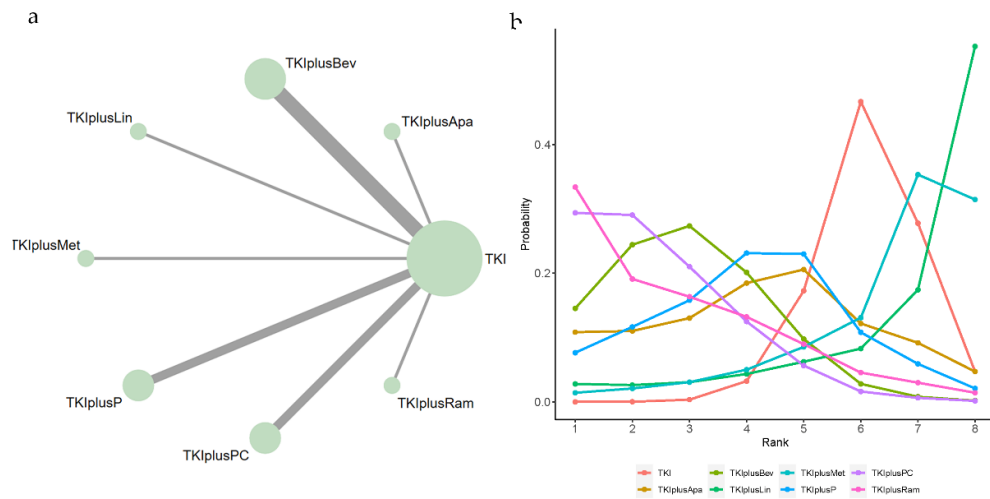 a
b
TKIplusBev
TKIplusLin
TKIplusApa
TKIplusMet
TKI
TKIplusP
TKIplusRam
TKIplusPC
Probability
0.4
0.2
0.0
1 2 3 4 5 6 7 8
Rank
TKI TKIplusBev TKIplusMet TKIplusPC
TKIplusApa TKIplusLin TKIplusP TKIplusRam